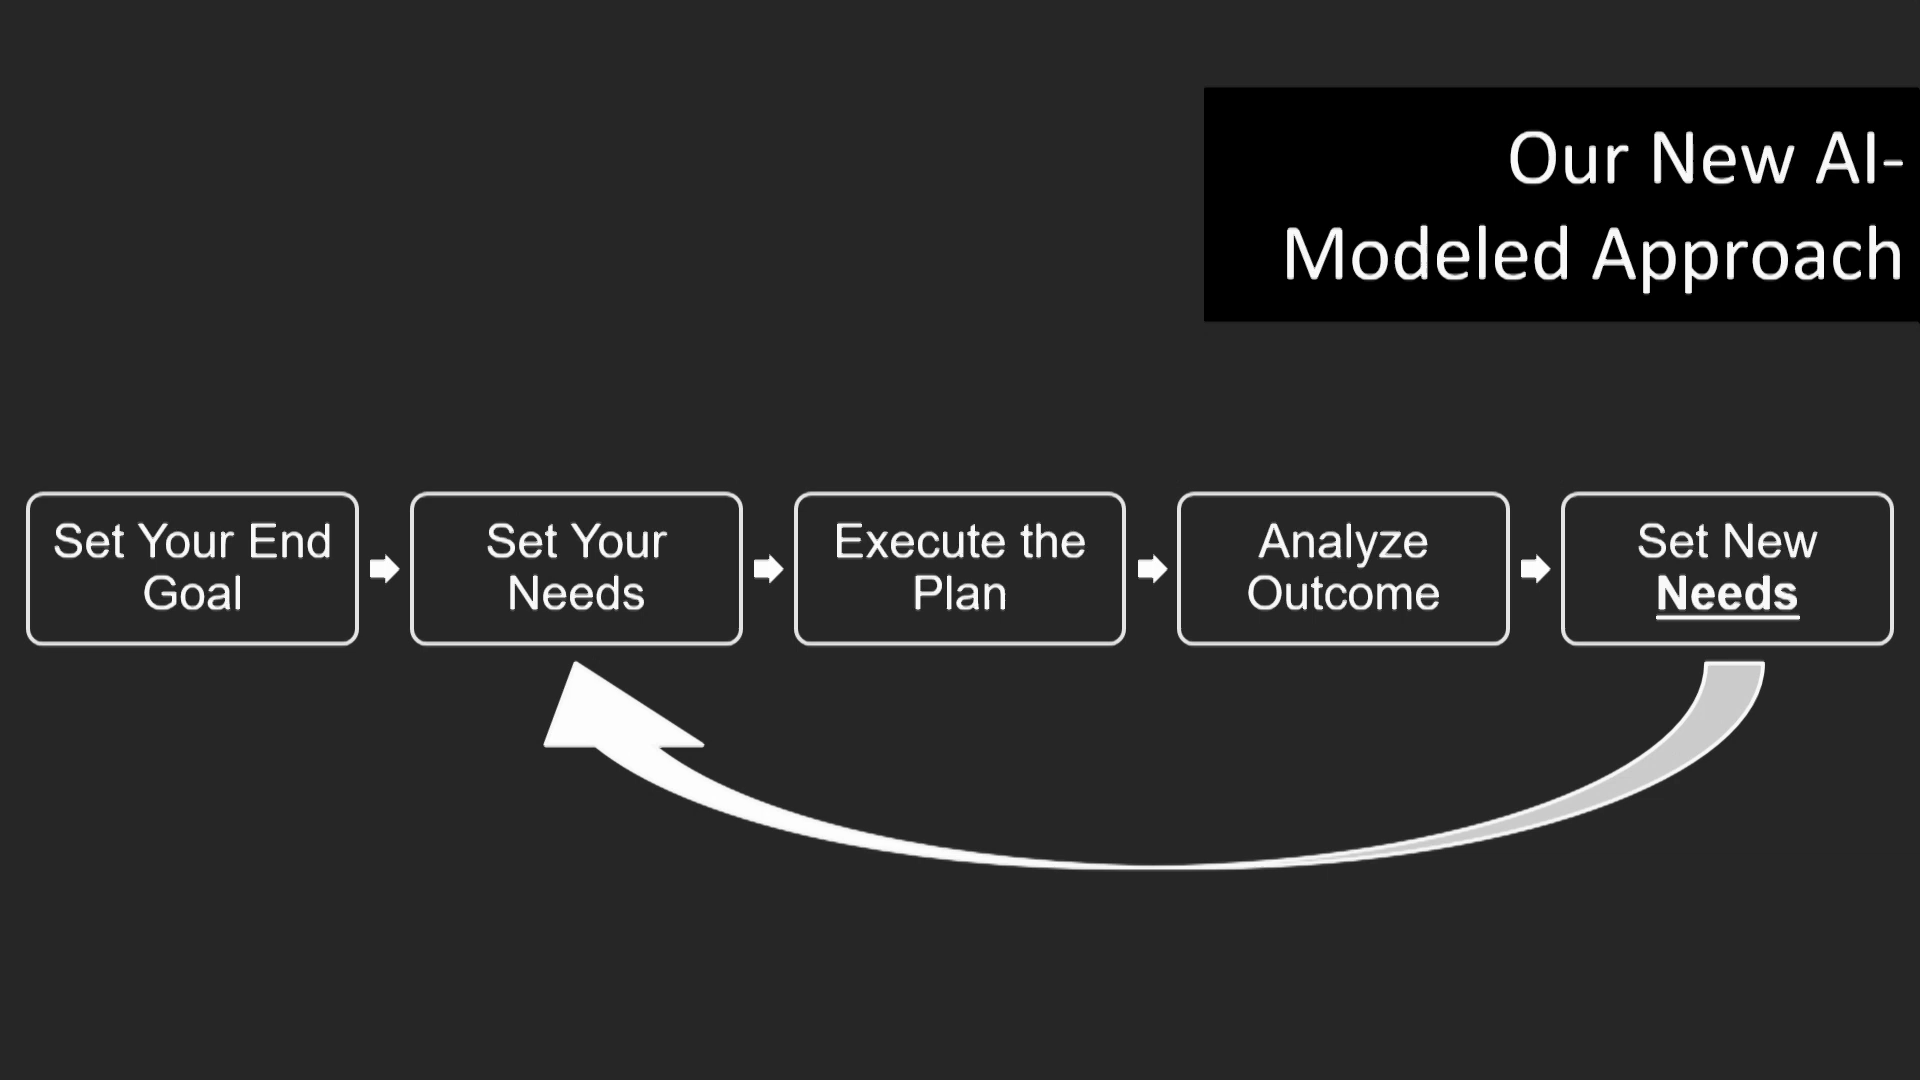 Our New AI-
Modeled Approach
Set Your End
Goal
Set Your
Needs
Execute the
Plan
Analyze
Outcome
Set New
Needs